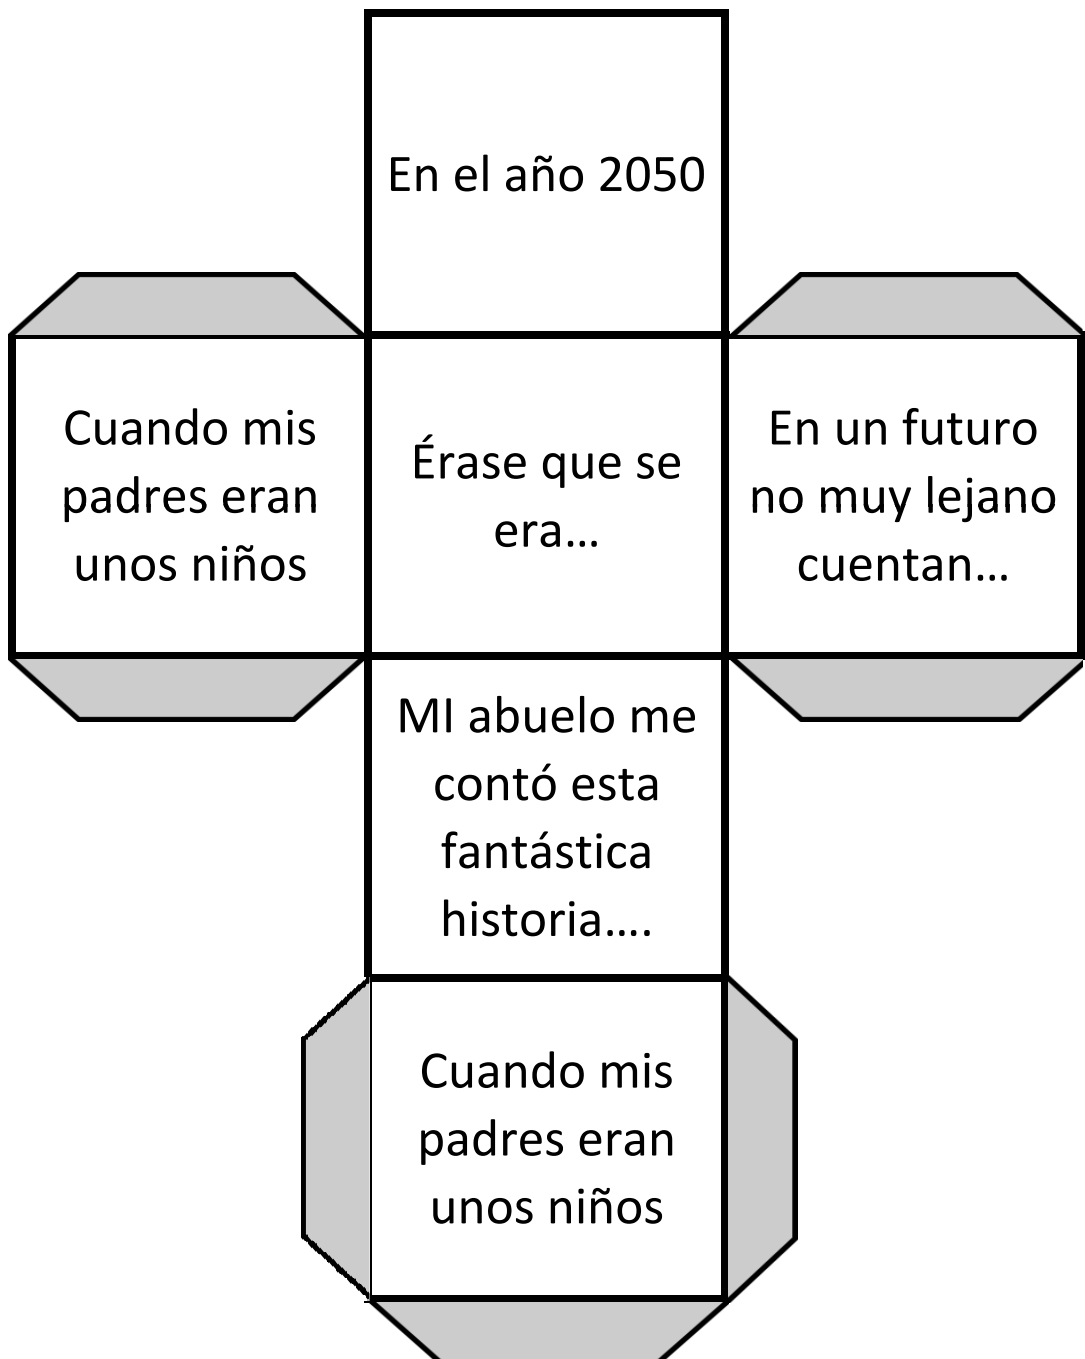 En el año 2050
Cuando mis
padres eran
unos niños
Érase que se
era...
En un futuro
no muy lejano
cuentan...
MI abuelo me
contó esta
fantástica
historia....
Cuando mis
padres eran
unos niños